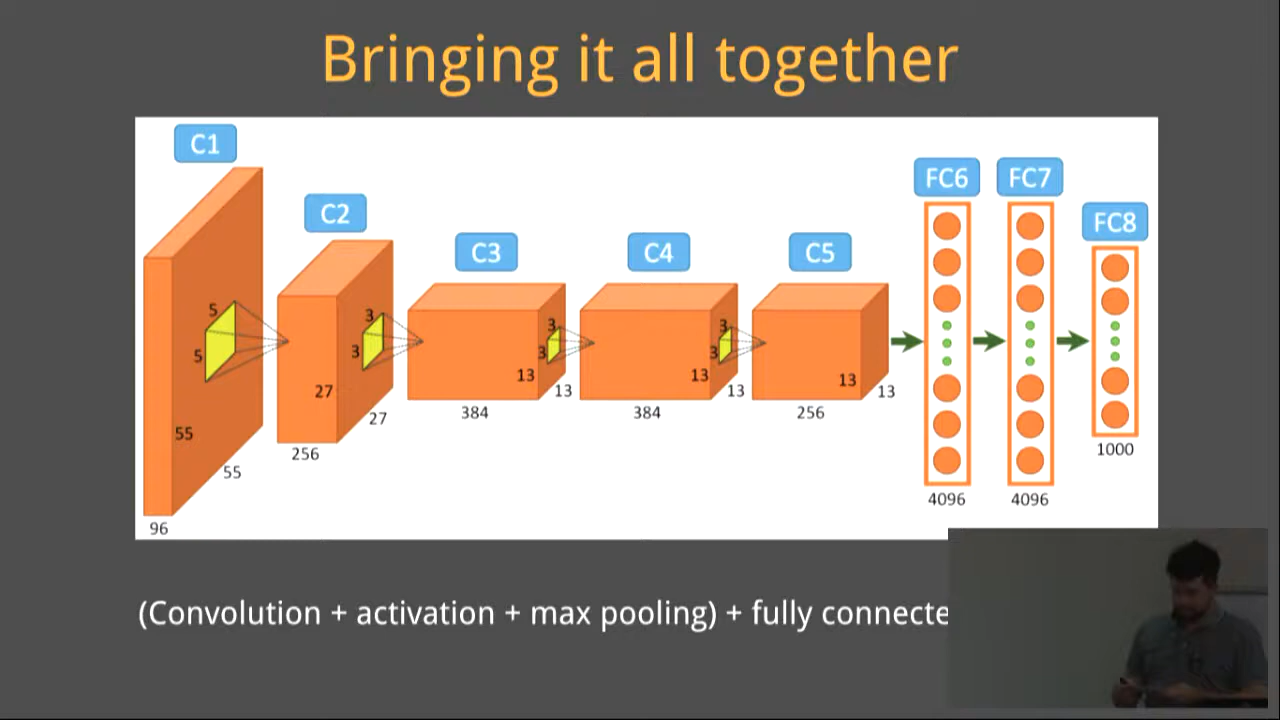 Bringing it all together
C1
C2
C3
C4
C5
FC6
FC7
FC8
5
5
55
55
96
3
3
27
27
256
3
3
13
13
384
3
3
13
13
384
13
13
256
4096
4096
1000
(Convolution + activation + max pooling) + fully connecte